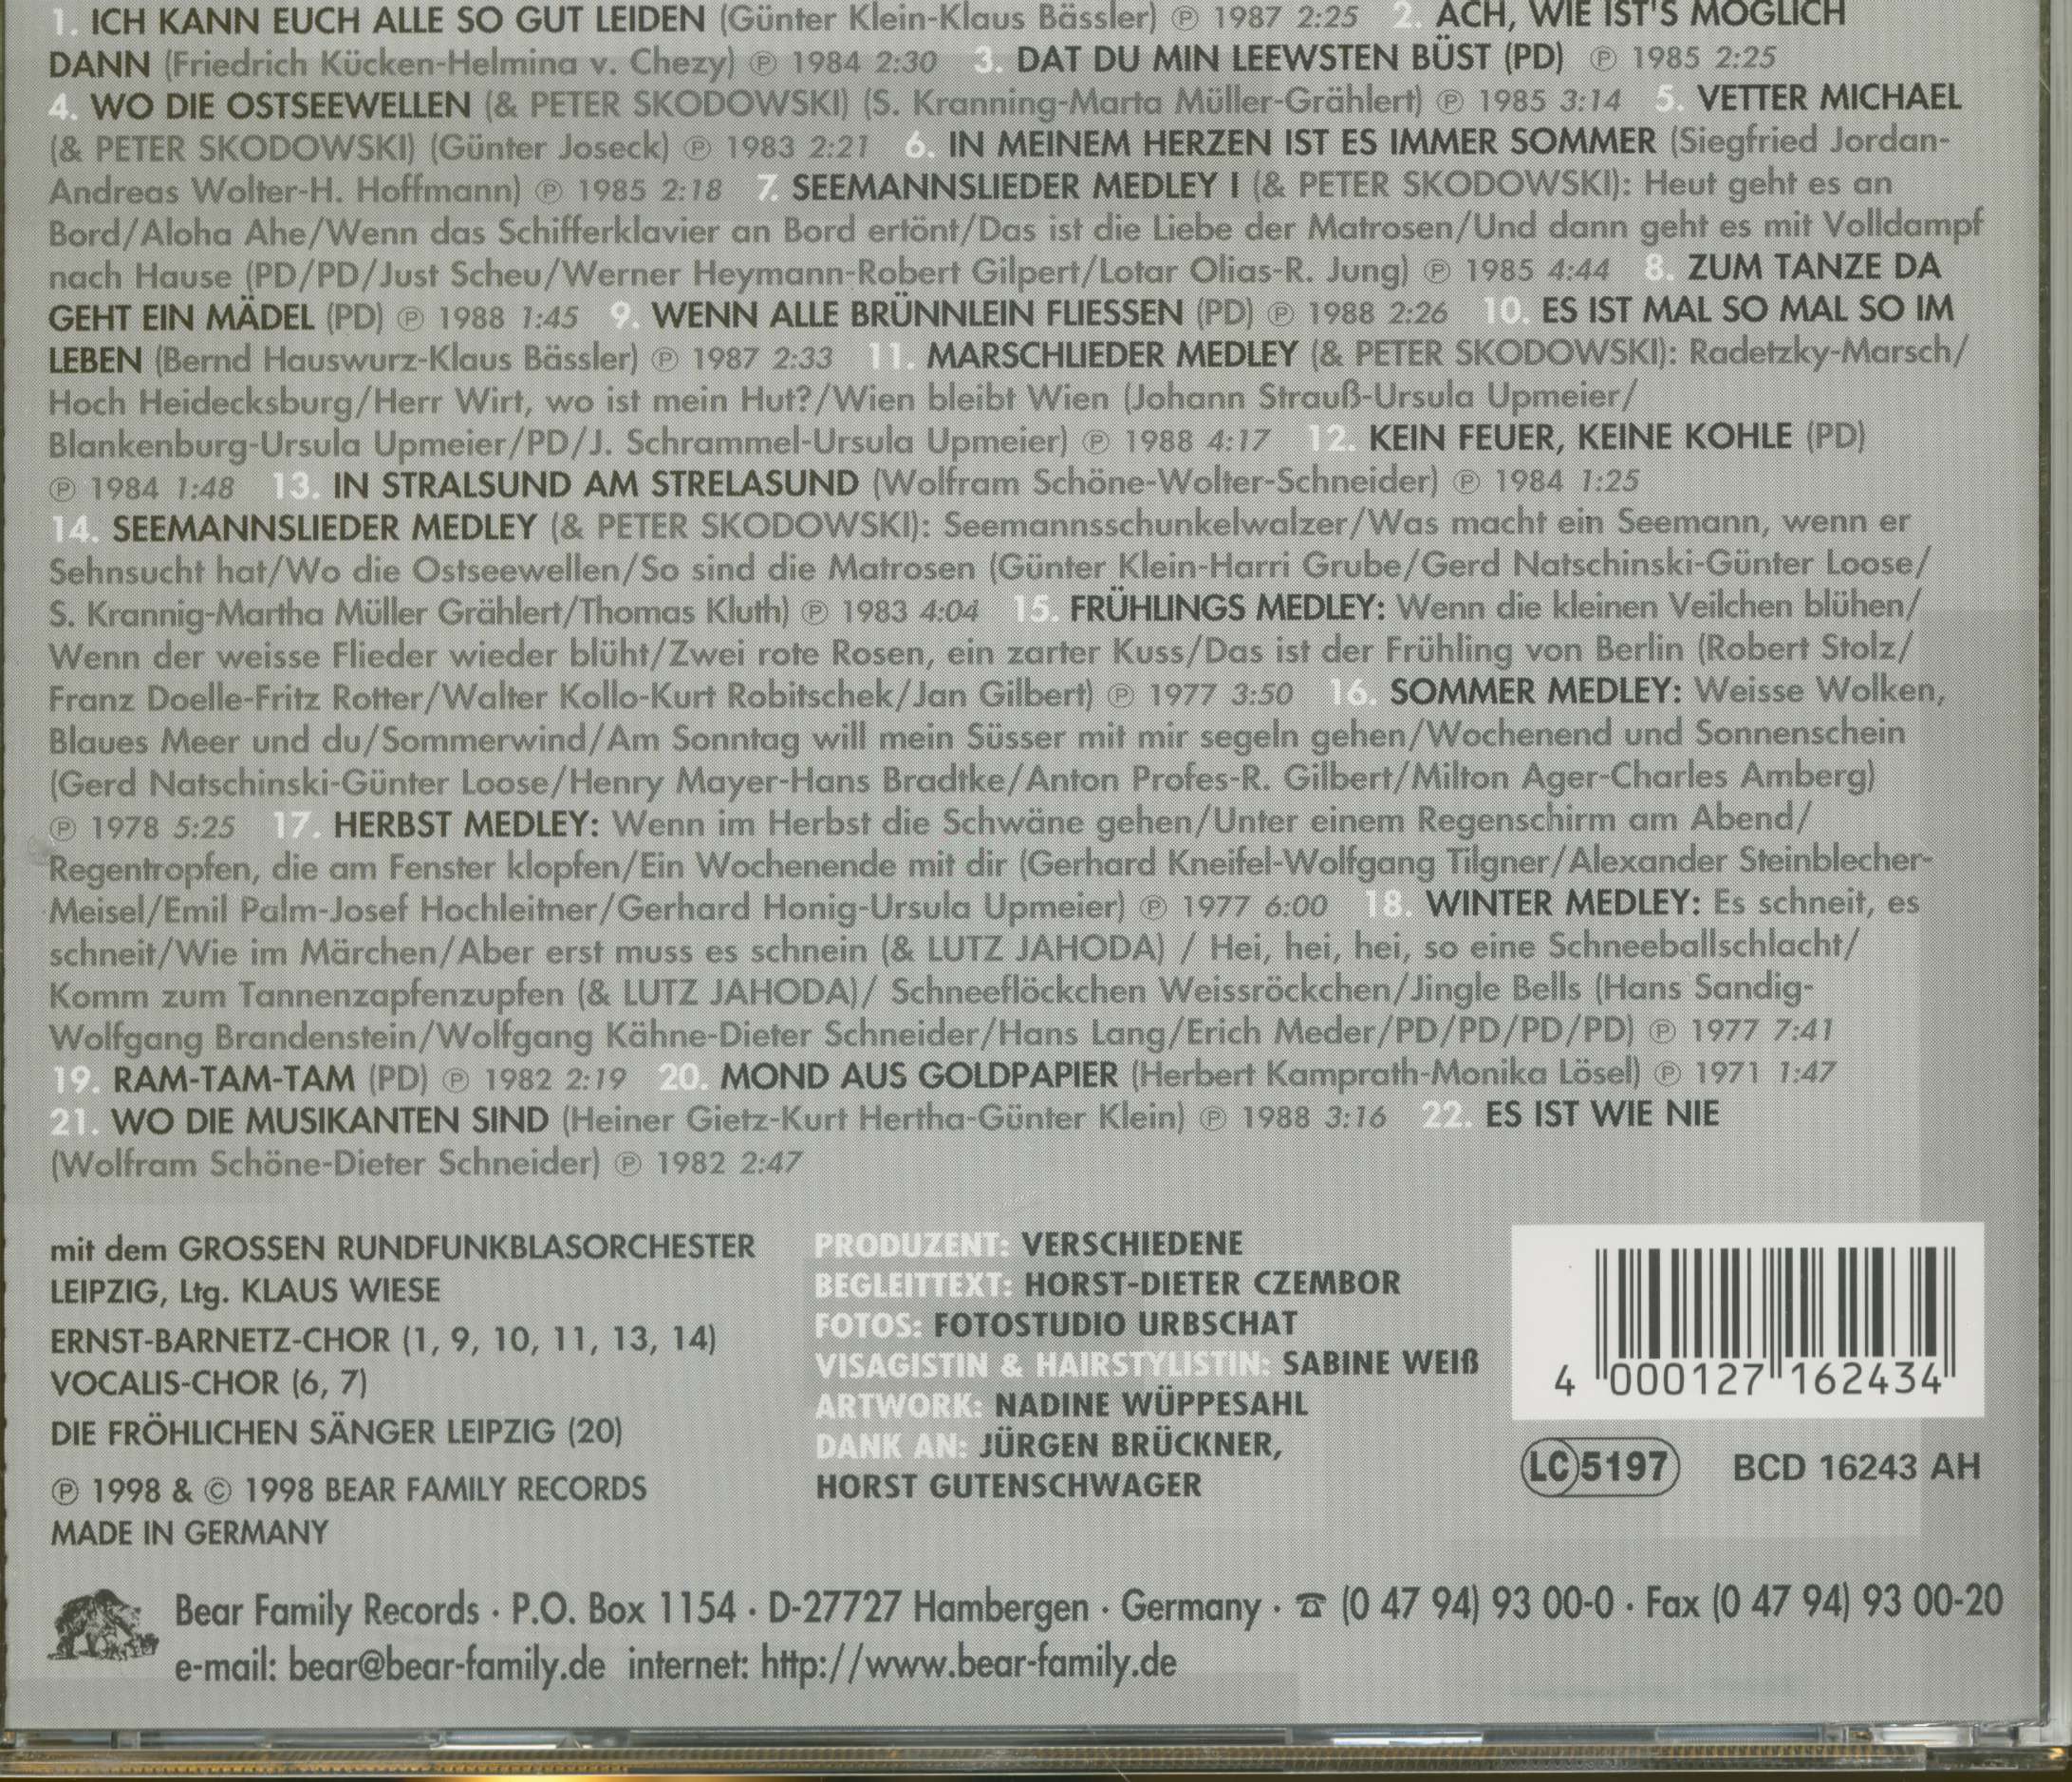 1. ICH KANN EUCH ALLE SO GUT LEIDEN (Günter Klein-Klaus Bässler) ℗ 1987 2:25 2. ACH, WIE IST'S MÖGLICH
DANN (Friedrich Kücken-Helmina v. Chezy) ℗ 1984 2:30 3. DAT DU MIN LEEWSTEN BÜST (PD) ℗ 1985 2:25
4. WO DIE OSTSEEWELLEN (& PETER SKODOWSKI) (S. Kranning-Marta Müller-Grählert) ℗ 1985 3:14 5. VETTER MICHAEL
(& PETER SKODOWSKI) (Günter Joseck) ℗ 1983 2:21 6. IN MEINEM HERZEN IST ES IMMER SOMMER (Siegfried Jordan-
Andreas Wolter-H. Hoffmann) ℗ 1985 2:18 7. SEEMANNSLIEDER MEDLEY I (& PETER SKODOWSKI): Heut geht es an
Bord/Aloha Ahe/Wenn das Schifferklavier an Bord ertönt/Das ist die Liebe der Matrosen/Und dann geht es mit Volldampf
nach Hause (PD/PD/Just Scheu/Werner Heymann-Robert Gilpert/Lotar Olias-R. Jung) ℗ 1985 4:44 8. ZUM TANZE DA
GEHT EIN MÄDEL (PD) ℗ 1988 1:45 9. WENN ALLE BRÜNNLEIN FLIESSEN (PD) ℗ 1988 2:26 10. ES IST MAL SO MAL SO IM
LEBEN (Bernd Hauswurz-Klaus Bässler) ℗ 1987 2:33 11. MARSCHLIEDER MEDLEY (& PETER SKODOWSKI): Radetzky-Marsch/
Hoch Heidecksburg/Herr Wirt, wo ist mein Hut?/Wien bleibt Wien (Johann Strauß-Ursula Upmeier/
Blankenburg-Ursula Upmeier/PD/J. Schrammel-Ursula Upmeier) ℗ 1988 4:17 12. KEIN FEUER, KEINE KOHLE (PD)
℗ 1984 1:48 13. IN STRALSUND AM STRELASUND (Wolfram Schöne-Wolter-Schneider) ℗ 1984 1:25
14. SEEMANNSLIEDER MEDLEY (& PETER SKODOWSKI): Seemannsschunkelwalzer/Was macht ein Seemann, wenn er
Sehnsucht hat/Wo die Ostseewellen/So sind die Matrosen (Günter Klein-Harri Grube/Gerd Natschinski-Günter Loose/
S. Krannig-Martha Müller Grählert/Thomas Kluth) ℗ 1983 4:04 15. FRÜHLINGS MEDLEY: Wenn die kleinen Veilchen blühen/
Wenn der weisse Flieder wieder blüht/Zwei rote Rosen, ein zarter Kuss/Das ist der Frühling von Berlin (Robert Stolz/
Franz Doelle-Fritz Rotter/Walter Kollo-Kurt Robitschek/Jan Gilbert) ℗ 1977 3:50 16. SOMMER MEDLEY: Weisse Wolken,
Blaues Meer und du/Sommerwind/Am Sonntag will mein Süsser mit mir segeln gehen/Wochenend und Sonnenschein
(Gerd Natschinski-Günter Loose/Henry Mayer-Hans Bradtke/Anton Profes-R. Gilbert/Milton Ager-Charles Amberg)
℗ 1978 5:25 17. HERBST MEDLEY: Wenn im Herbst die Schwäne gehen/Unter einem Regenschirm am Abend/
Regentropfen, die am Fenster klopfen/Ein Wochenende mit dir (Gerhard Kneifel-Wolfgang Tilgner/Alexander Steinblecher-
Meisel/Emil Palm-Josef Hochleitner/Gerhard Honig-Ursula Upmeier) ℗ 1977 6:00 18. WINTER MEDLEY: Es schneit, es
schneit/Wie im Märchen/Aber erst muss es schnein (& LUTZ JAHODA) / Hei, hei, hei, so eine Schneeballschlacht/
Komm zum Tannenzapfenzupfen (& LUTZ JAHODA)/ Schneeflöckchen Weissröckchen/Jingle Bells (Hans Sandig-
Wolfgang Brandenstein/Wolfgang Kähne-Dieter Schneider/Hans Lang/Erich Meder/PD/PD/PD/PD) ℗ 1977 7:41
19. RAM-TAM-TAM (PD) ℗ 1982 2:19 20. MOND AUS GOLDPAPIER (Herbert Kamprath-Monika Lösel) ℗ 1971 1:47
21. WO DIE MUSIKANTEN SIND (Heiner Gietz-Kurt Hertha-Günter Klein) ℗ 1988 3:16 22. ES IST WIE NIE
(Wolfram Schöne-Dieter Schneider) ℗ 1982 2:47
mit dem GROSSEN RUNDFUNKBLASORCHESTER
LEIPZIG, Ltg. KLAUS WIESE
ERNST-BARNETZ-CHOR (1, 9, 10, 11, 13, 14)
VOCALIS-CHOR (6, 7)
DIE FRÖHLICHEN SÄNGER LEIPZIG (20)
℗ 1998 & © 1998 BEAR FAMILY RECORDS
MADE IN GERMANY
PRODUZENT: VERSCHIEDENE
BEGLEITTEXT: HORST-DIETER CZEMBOR
FOTOS: FOTOSTUDIO URBSCHAT
VISAGISTIN & HAIRSTYLISTIN: SABINE WEIß
ARTWORK: NADINE WÜPPESAHL
DANK AN: JÜRGEN BRÜCKNER,
HORST GUTENSCHWAGER
4 000127 162434
LC 5197 BCD 16243 AH
Bear Family Records · P.O. Box 1154 · D-27727 Hambergen · Germany · ☎ (0 47 94) 93 00-0 · Fax (0 47 94) 93 00-20
e-mail: bear@bear-family.de internet: http://www.bear-family.de